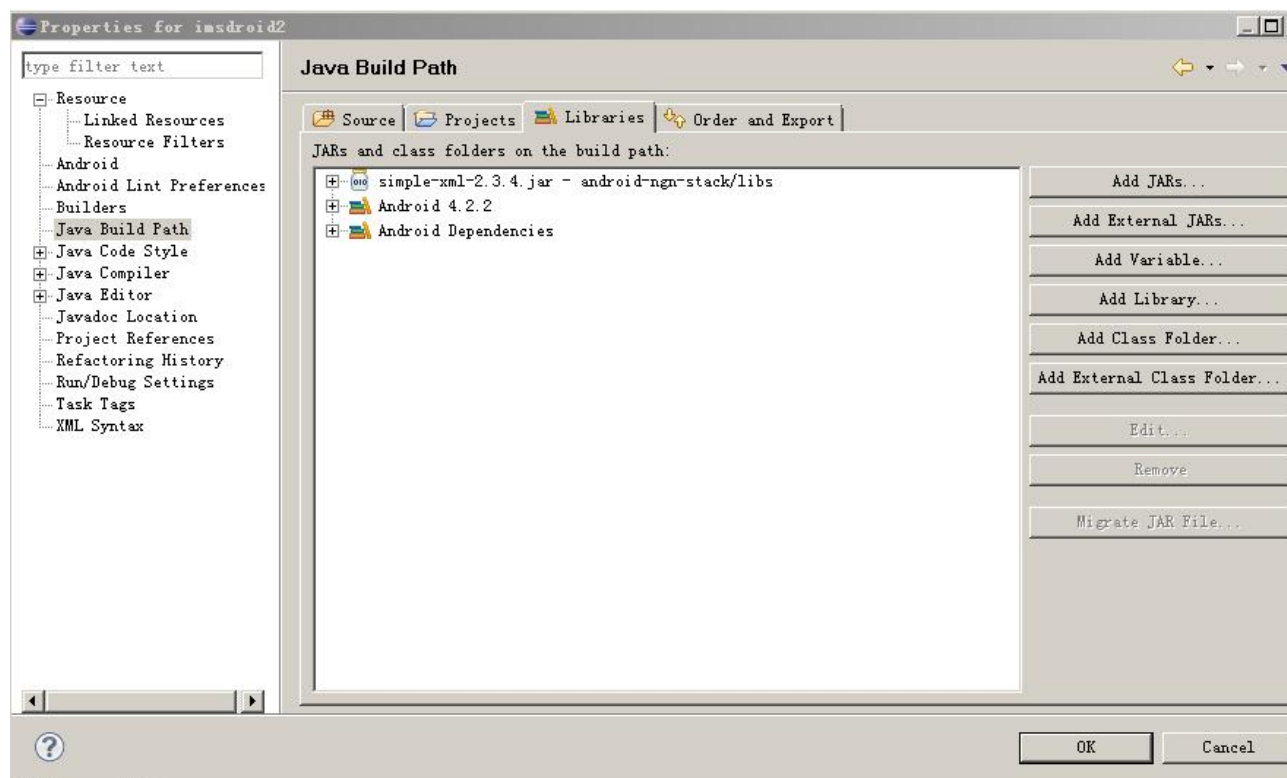 Properties for imsdroid2
type filter text
Java Build Path
Resource
Linked Resources
Resource Filters
Android
Android Lint Preferences
Builders
Java Build Path
Java Code Style
Java Compiler
Java Editor
Javadoc Location
Project References
Refactoring History
Run/Debug Settings
Task Tags
XML Syntax
Source Projects Libraries Order and Export
JARs and class folders on the build path:
simple-xml-2.3.4.jar - android-ngn-stack/libs
Android 4.2.2
Android Dependencies
Add JARs...
Add External JARs...
Add Variable...
Add Library...
Add Class Folder...
Add External Class Folder...
Edit...
Remove
Migrate JAR File...
OK Cancel